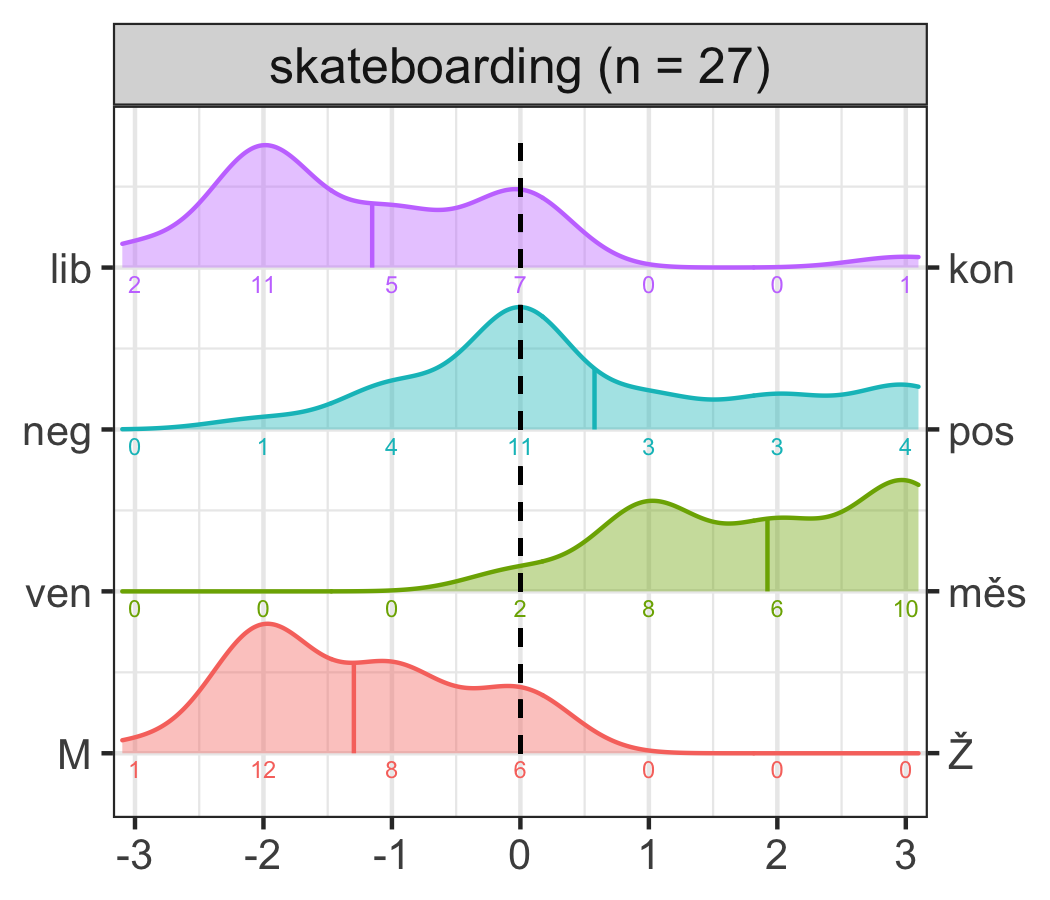 skateboarding (n = 27)
lib kon
2 11 5 7 0 0 1
neg pos
0 1 4 11 3 3 4
ven měs
0 0 0 2 8 6 10
M Ž
1 12 8 6 0 0 0
-3 -2 -1 0 1 2 3